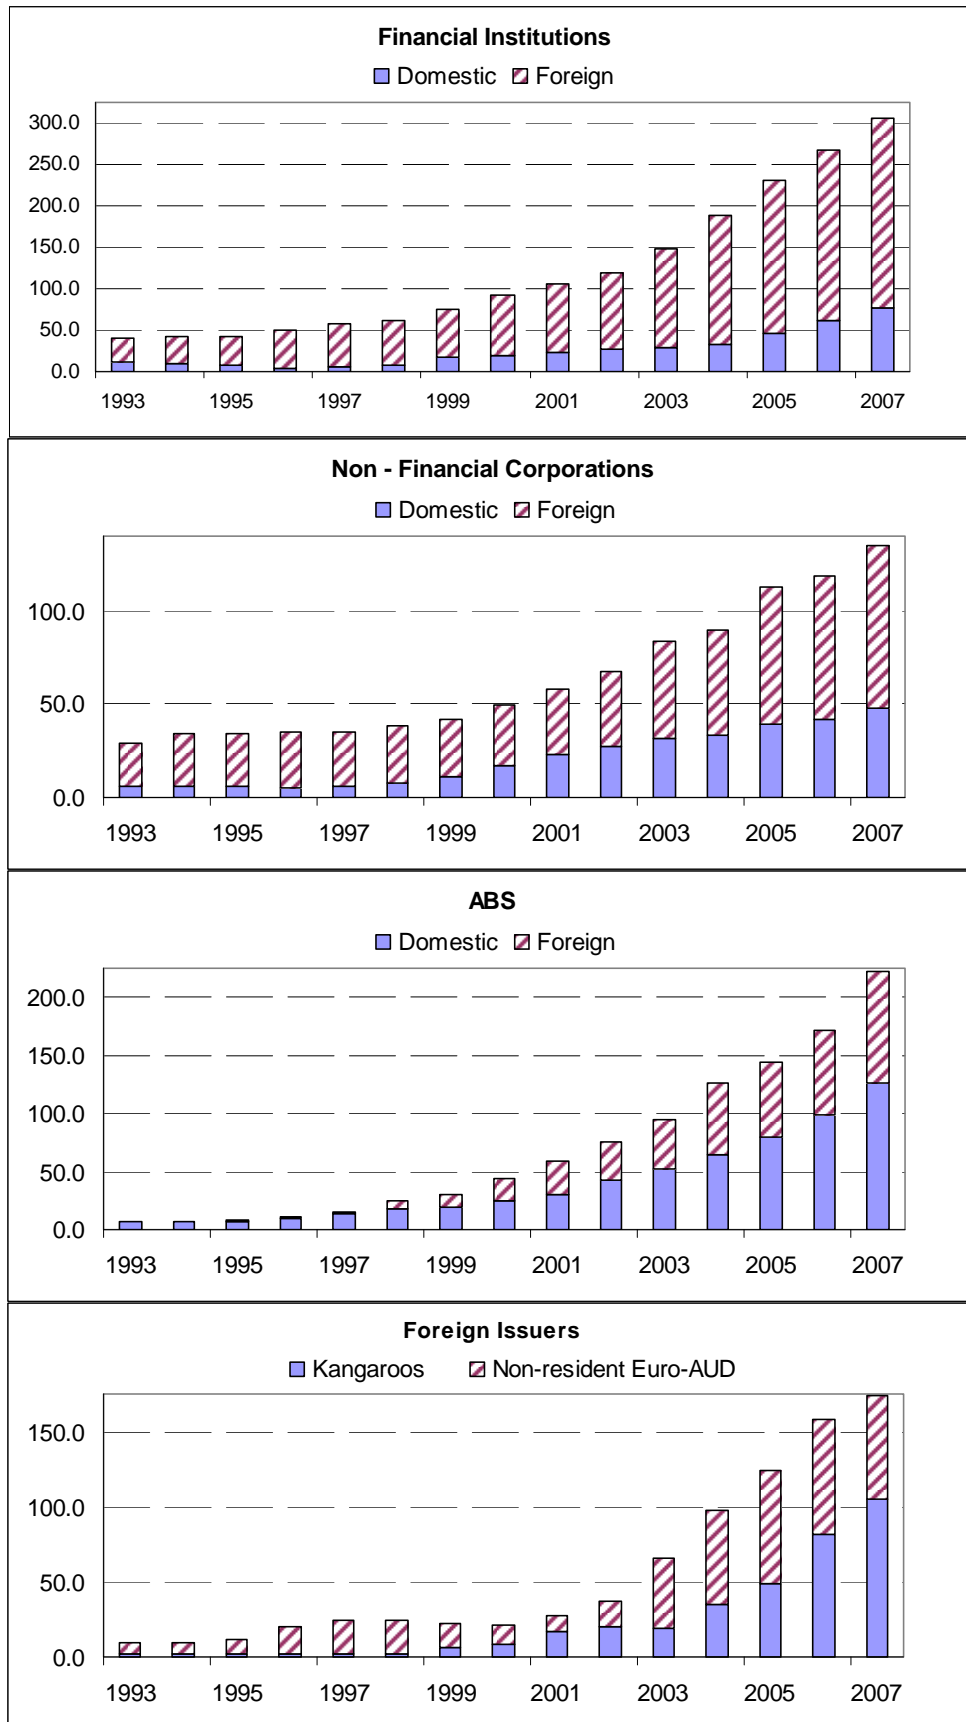 Financial Institutions
Domestic Foreign
300.0
250.0
200.0
150.0
100.0
50.0
0.0
1993 1995 1997 1999 2001 2003 2005 2007
Non - Financial Corporations
Domestic Foreign
100.0
50.0
0.0
1993 1995 1997 1999 2001 2003 2005 2007
ABS
Domestic Foreign
200.0
150.0
100.0
50.0
0.0
1993 1995 1997 1999 2001 2003 2005 2007
Foreign Issuers
Kangaroos Non-resident Euro-AUD
150.0
100.0
50.0
0.0
1993 1995 1997 1999 2001 2003 2005 2007